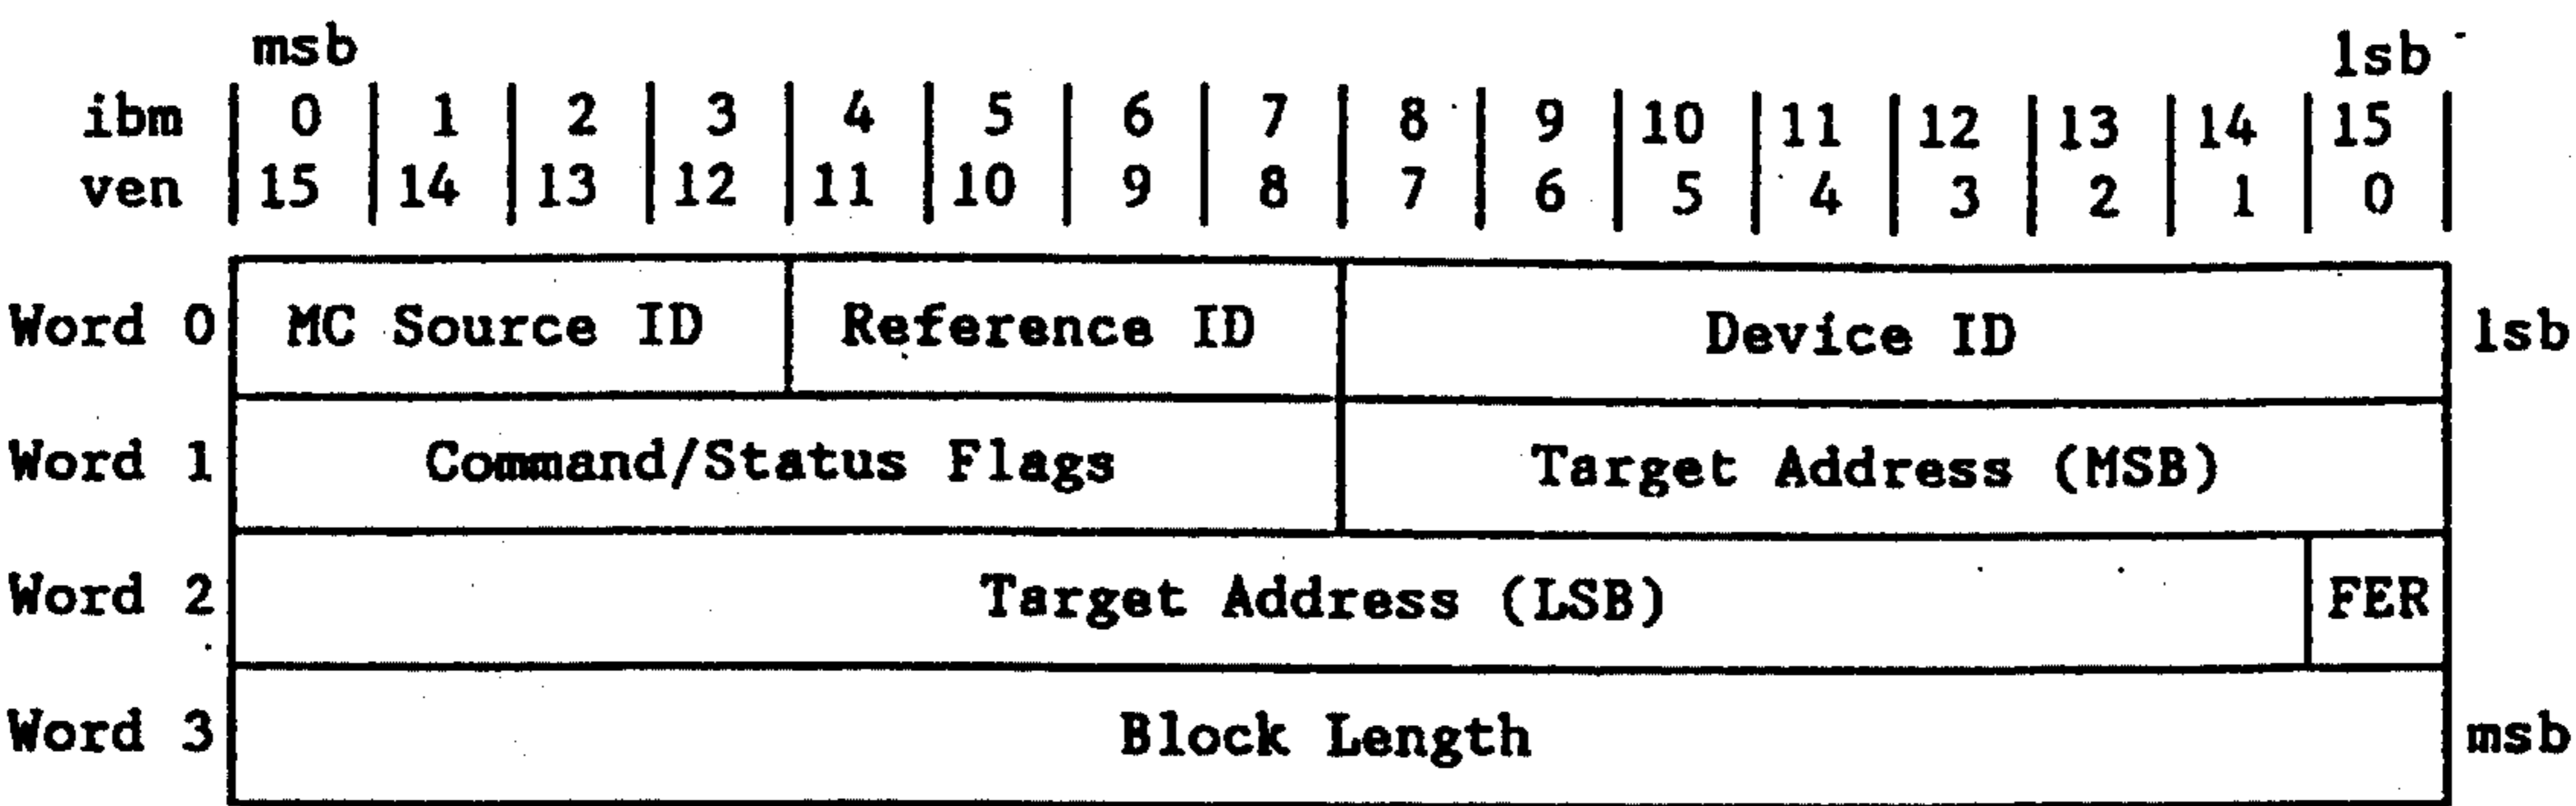 msb lsb
ibm | 0 | 1 | 2 | 3 | 4 | 5 | 6 | 7 | 8 | 9 | 10 | 11 | 12 | 13 | 14 | 15 |
ven | 15 | 14 | 13 | 12 | 11 | 10 | 9 | 8 | 7 | 6 | 5 | 4 | 3 | 2 | 1 | 0 |
Word 0 MC Source ID Reference ID Device ID lsb
Word 1 Command/Status Flags Target Address (MSB)
Word 2 Target Address (LSB) FER
Word 3 Block Length msb